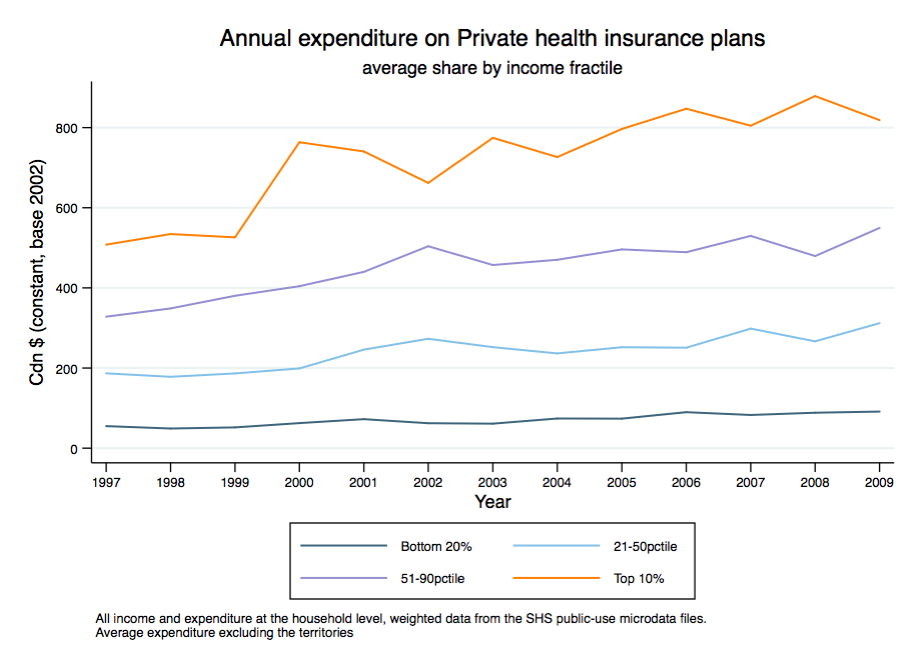 Annual expenditure on Private health insurance plans
average share by income fractile
Cdn $ (constant, base 2002)
800
600
400
200
0
1997 1998 1999 2000 2001 2002 2003 2004 2005 2006 2007 2008 2009
Year
Bottom 20% 21-50pctile
51-90pctile Top 10%
All income and expenditure at the household level, weighted data from the SHS public-use microdata files.
Average expenditure excluding the territories